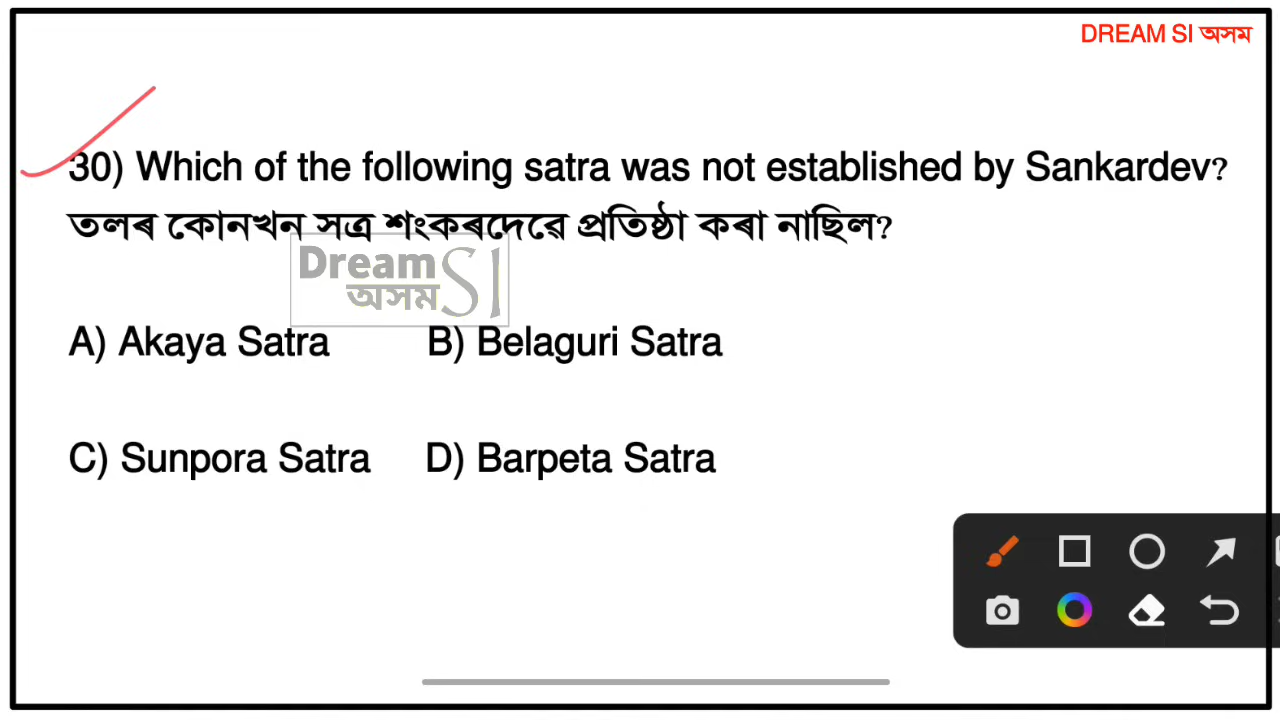 DREAM SI অসম
30) Which of the following satra was not established by Sankardev?
তলৰ কোনখন সত্ৰ শংকৰদেৱে প্ৰতিষ্ঠা কৰা নাছিল?
Dream SI
অসম
A) Akaya Satra B) Belaguri Satra
C) Sunpora Satra D) Barpeta Satra